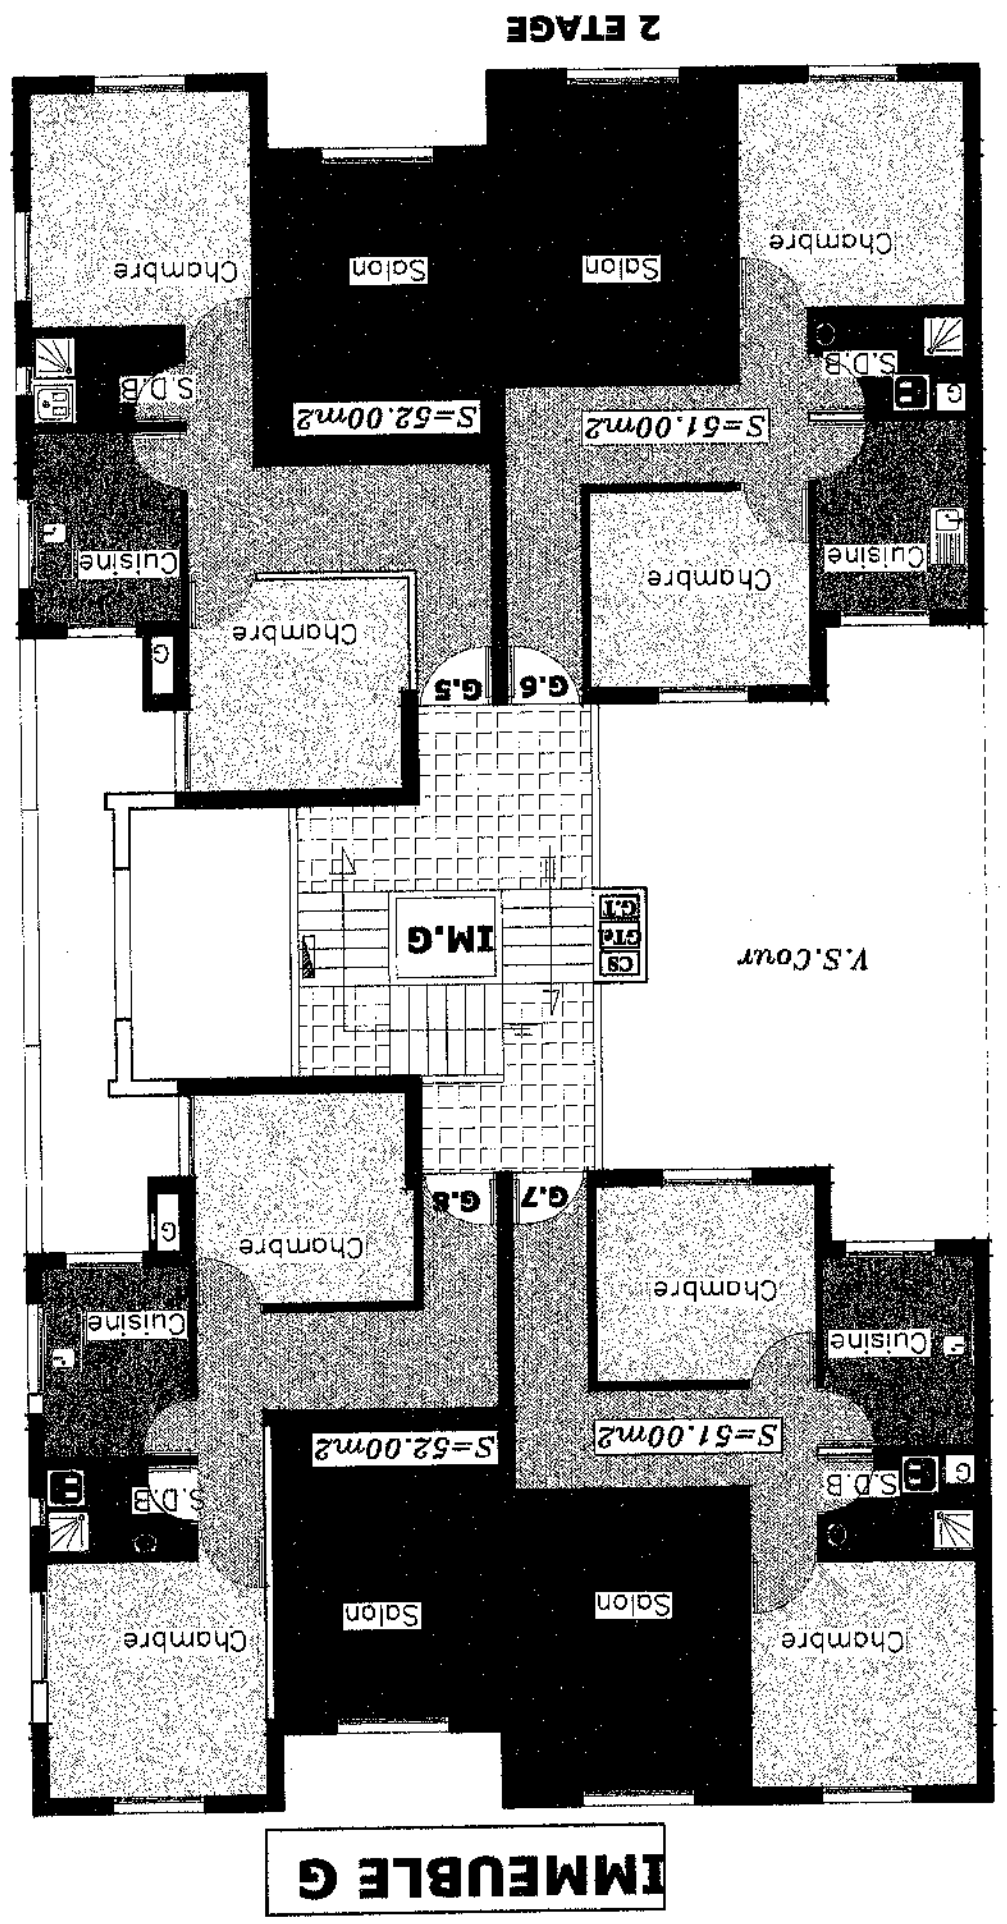 IMMEUBLE G
Chambre
Salon
Salon
Chambre
S.D.B
G
S.D.B
S=51.00m2
S=52.00m2
Cuisine
Cuisine
Chambre
Chambre
G
G.7
G.8
V.S.Cour
CS
GTel
G.T
IM.G
G.6
G.5
Chambre
Chambre
G
Cuisine
Cuisine
G
S.D.B
S=51.00m2
S=52.00m2
S.D.B
Chambre
Salon
Salon
Chambre
2 ETAGE